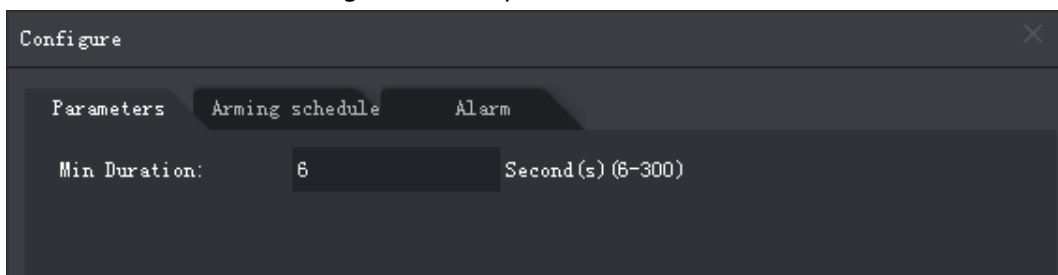 Configure
Parameters Arming schedule Alarm
Min Duration: 6 Second(s)(6-300)